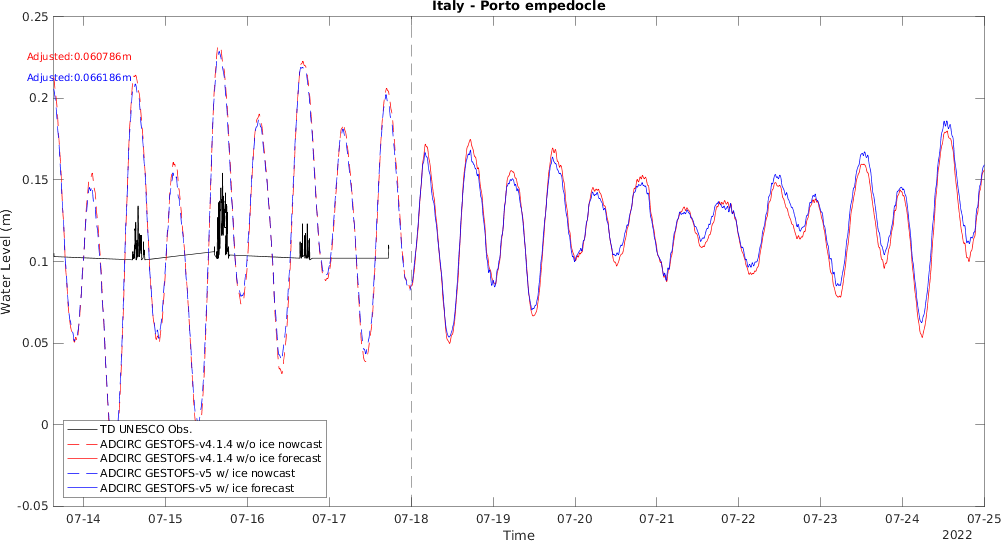 Italy - Porto empedocle
Adjusted:0.060786m
Adjusted:0.066186m
Water Level (m)
0.25
0.2
0.15
0.1
0.05
0
-0.05
TD UNESCO Obs.
ADCIRC GESTOFS-v4.1.4 w/o ice nowcast
ADCIRC GESTOFS-v4.1.4 w/o ice forecast
ADCIRC GESTOFS-v5 w/ ice nowcast
ADCIRC GESTOFS-v5 w/ ice forecast
07-14 07-15 07-16 07-17 07-18 07-19 07-20 07-21 07-22 07-23 07-24 07-25
Time
2022